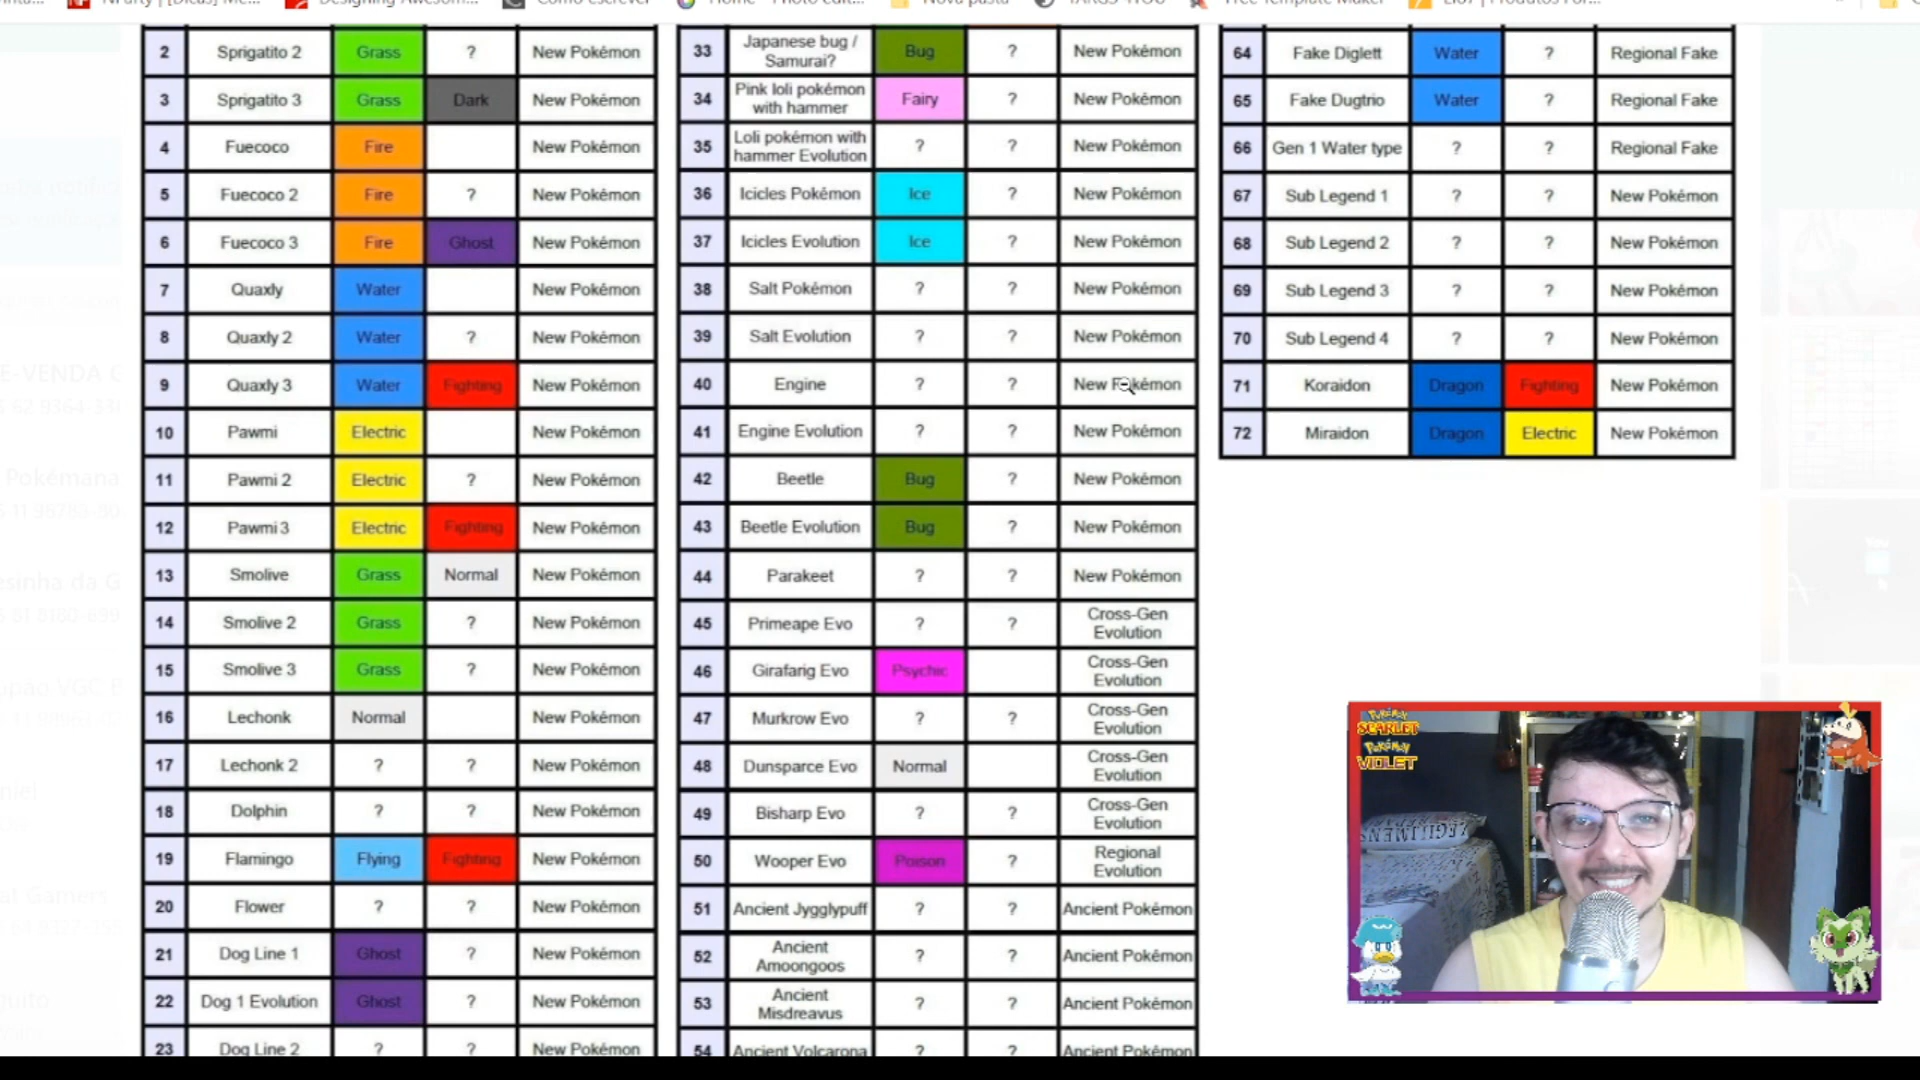 2 Sprigatito 2 Grass ? New Pokémon
3 Sprigatito 3 Grass Dark New Pokémon
4 Fuecoco Fire New Pokémon
5 Fuecoco 2 Fire ? New Pokémon
6 Fuecoco 3 Fire Ghost New Pokémon
7 Quaxly Water New Pokémon
8 Quaxly 2 Water ? New Pokémon
9 Quaxly 3 Water Fighting New Pokémon
10 Pawmi Electric New Pokémon
11 Pawmi 2 Electric ? New Pokémon
12 Pawmi 3 Electric Fighting New Pokémon
13 Smolive Grass Normal New Pokémon
14 Smolive 2 Grass ? New Pokémon
15 Smolive 3 Grass ? New Pokémon
16 Lechonk Normal New Pokémon
17 Lechonk 2 ? ? New Pokémon
18 Dolphin ? ? New Pokémon
19 Flamingo Flying Fighting New Pokémon
20 Flower ? ? New Pokémon
21 Dog Line 1 Ghost ? New Pokémon
22 Dog 1 Evolution Ghost ? New Pokémon
23 Dog Line 2 ? ? New Pokémon
33 Japanese bug / Samurai? Bug ? New Pokémon
34 Pink loli pokémon with hammer Fairy ? New Pokémon
35 Loli pokémon with hammer Evolution ? ? New Pokémon
36 Icicles Pokémon Ice ? New Pokémon
37 Icicles Evolution Ice ? New Pokémon
38 Salt Pokémon ? ? New Pokémon
39 Salt Evolution ? ? New Pokémon
40 Engine ? ? New Pokémon
41 Engine Evolution ? ? New Pokémon
42 Beetle Bug ? New Pokémon
43 Beetle Evolution Bug ? New Pokémon
44 Parakeet ? ? New Pokémon
45 Primeape Evo ? ? Cross-Gen Evolution
46 Girafarig Evo Psychic Cross-Gen Evolution
47 Murkrow Evo ? ? Cross-Gen Evolution
48 Dunsparce Evo Normal Cross-Gen Evolution
49 Bisharp Evo ? ? Cross-Gen Evolution
50 Wooper Evo Poison ? Regional Evolution
51 Ancient Jygglypuff ? ? Ancient Pokémon
52 Ancient Amoongoos ? ? Ancient Pokémon
53 Ancient Misdreavus ? ? Ancient Pokémon
54 Ancient Volcarona ? ? Ancient Pokémon
64 Fake Diglett Water ? Regional Fake
65 Fake Dugtrio Water ? Regional Fake
66 Gen 1 Water type ? ? Regional Fake
67 Sub Legend 1 ? ? New Pokémon
68 Sub Legend 2 ? ? New Pokémon
69 Sub Legend 3 ? ? New Pokémon
70 Sub Legend 4 ? ? New Pokémon
71 Koraidon Dragon Fighting New Pokémon
72 Miraidon Dragon Electric New Pokémon
POKÉMON
SCARLET
POKÉMON
VIOLET